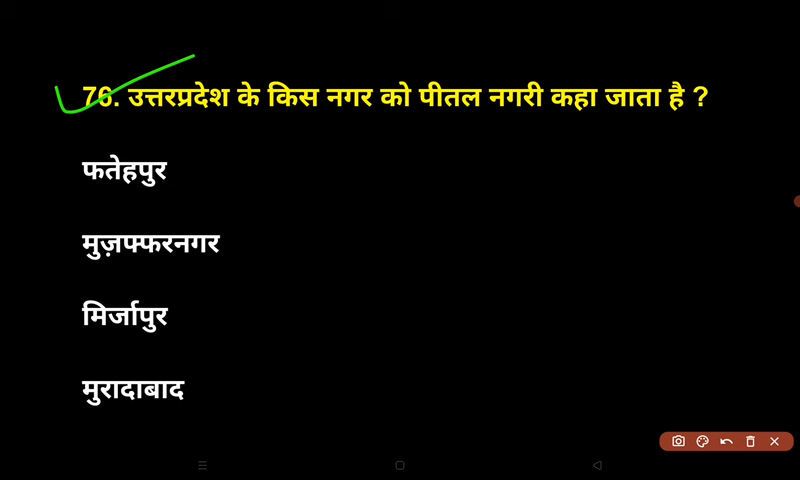 76. उत्तरप्रदेश के किस नगर को पीतल नगरी कहा जाता है ?
फतेहपुर
मुज़फ्फरनगर
मिर्जापुर
मुरादाबाद